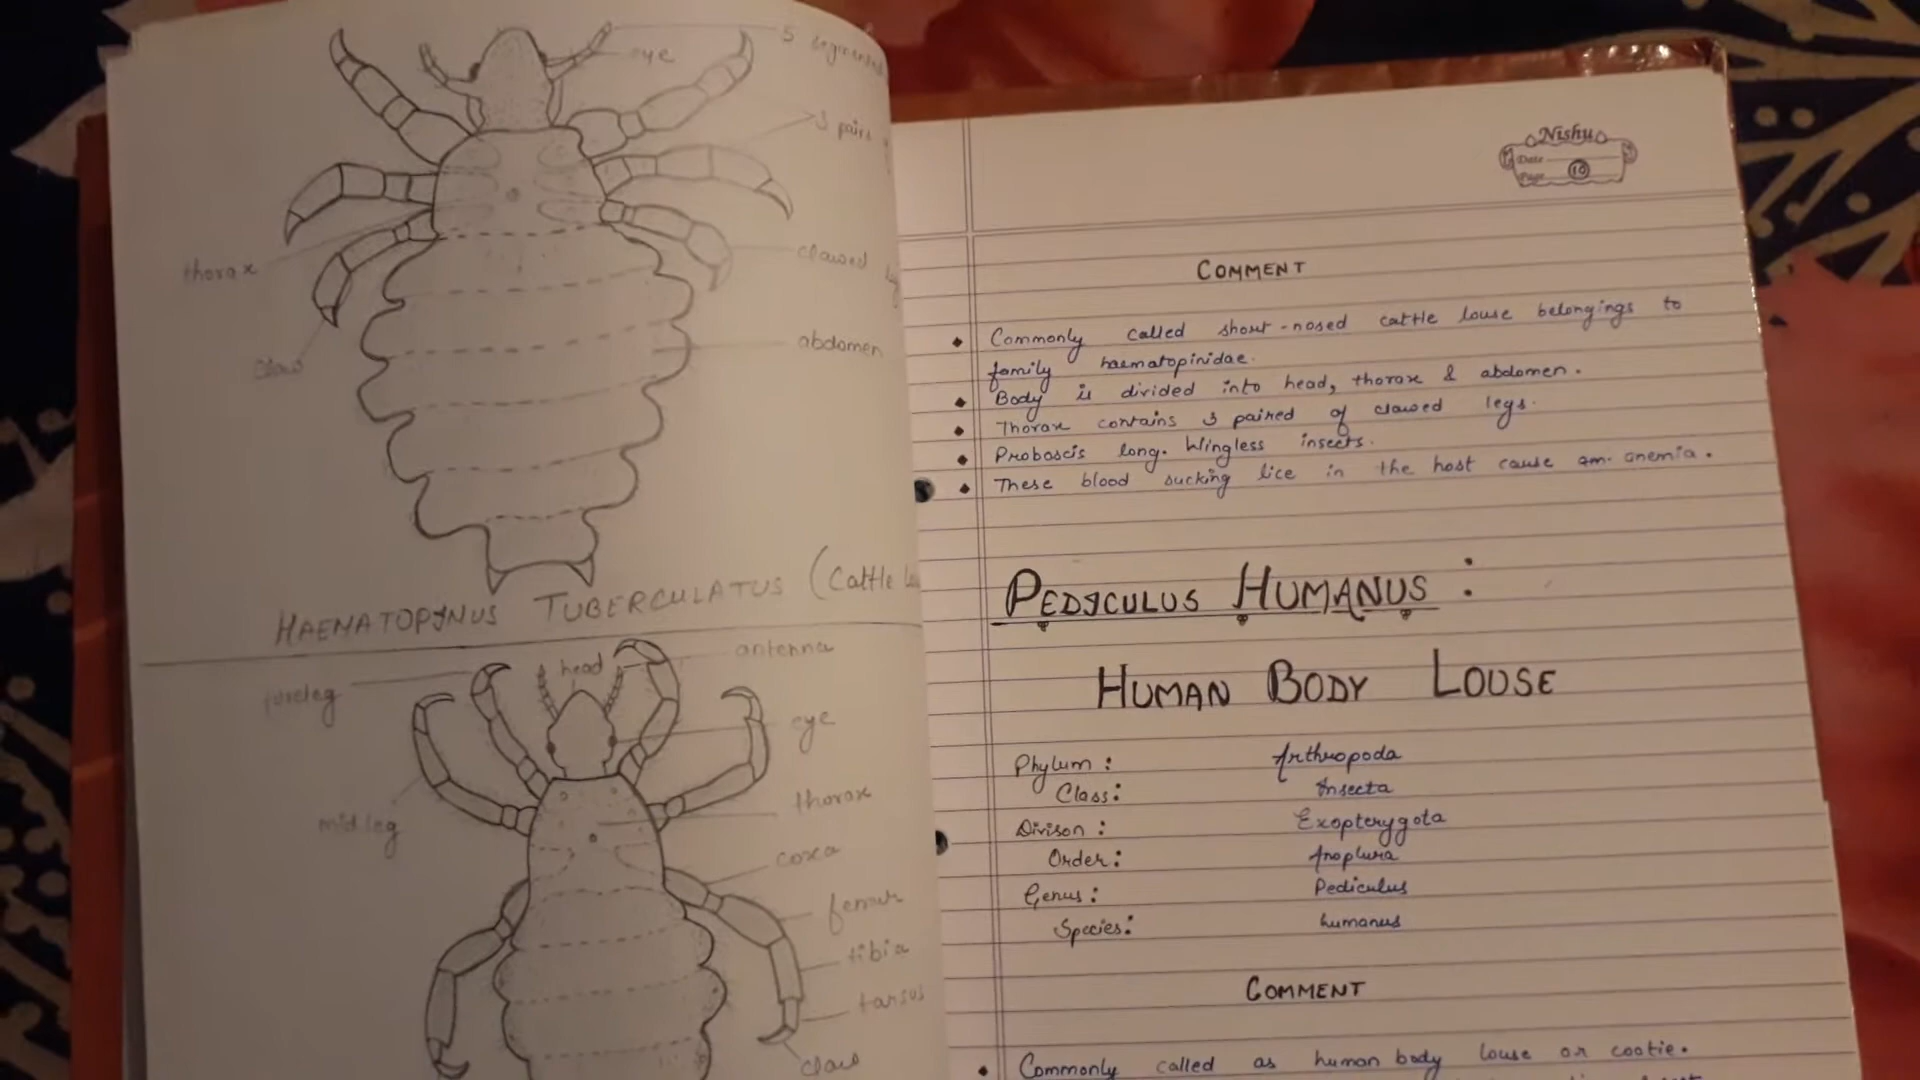 5 segmented
eye
3 pairs
thorax
clawed
claw
abdomen
HAEMATOPINUS TUBERCULATUS (Cattle
head
antenna
foreleg
eye
midleg
thorax
coxa
femur
tibia
tarsus
claw
Nishu
Date
Page 10
COMMENT
Commonly called short-nosed cattle louse belongings to
family haematopinidae.
Body is divided into head, thorax & abdomen.
Thorax contains 3 paired of clawed legs.
Proboscis long. Wingless insects.
These blood sucking lice in the host cause anemia.
PEDICULUS HUMANUS :
HUMAN BODY LOUSE
Phylum : Arthropoda
Class: Insecta
Divison : Exopterygota
Order: Anoplura
Genus: Pediculus
Species: humanus
COMMENT
Commonly called as human body louse or cootie.